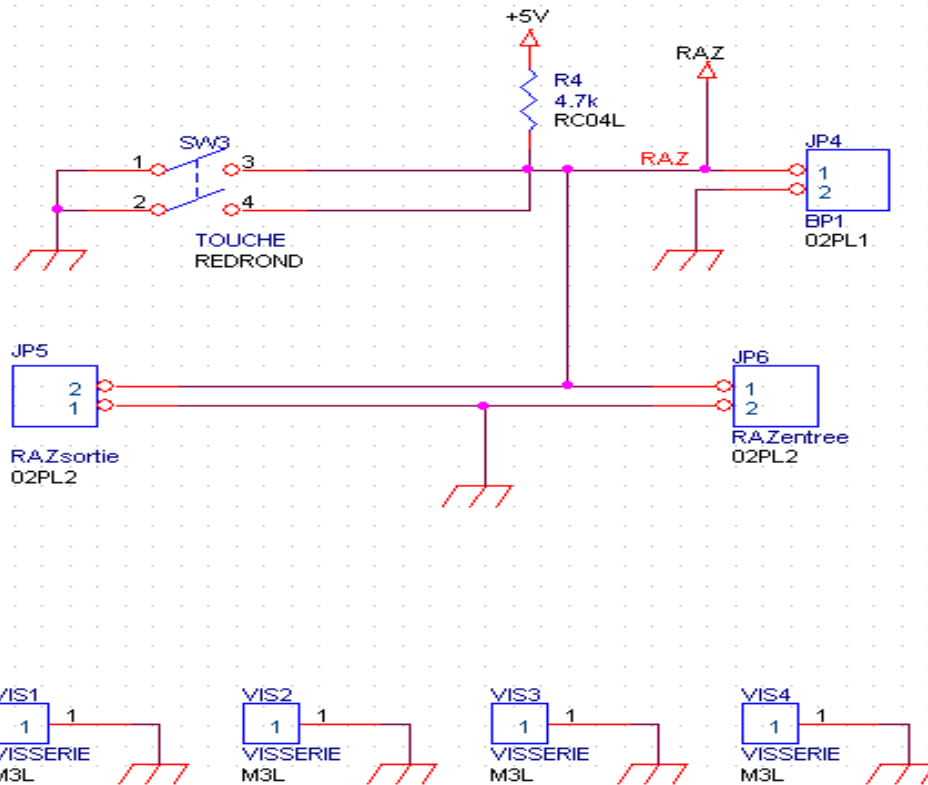 +5V
RAZ
R4
4.7k
RC04L
SW3
1
3
2
4
TOUCHE
REDROND
RAZ
JP4
1
2
BP1
02PL1
JP5
2
1
RAZsortie
02PL2
JP6
1
2
RAZentree
02PL2
VIS1
1
1
VISSERIE
M3L
VIS2
1
1
VISSERIE
M3L
VIS3
1
1
VISSERIE
M3L
VIS4
1
1
VISSERIE
M3L